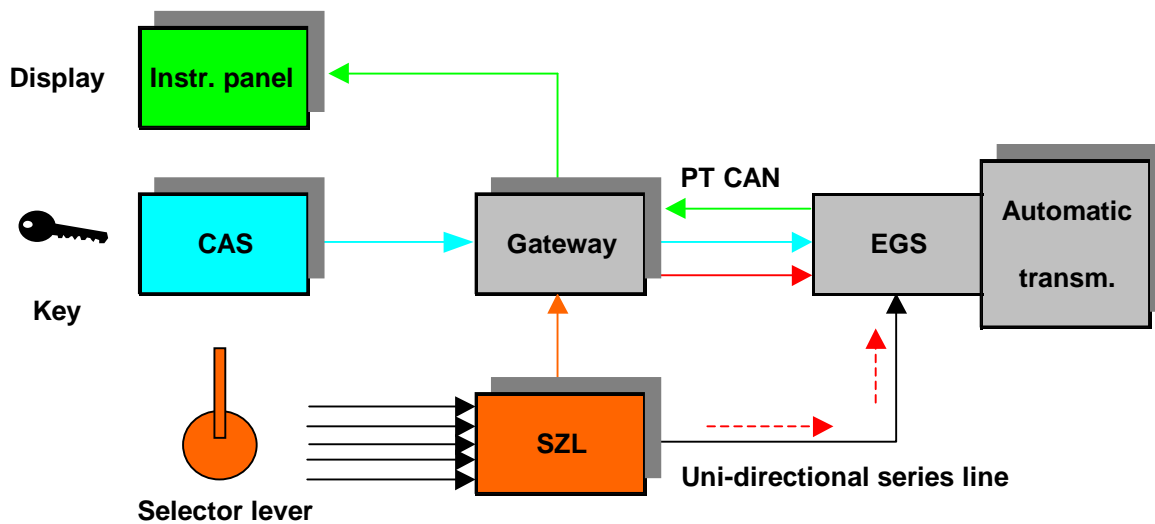 Display
Instr. panel
PT CAN
CAS
Gateway
EGS
Automatic
transm.
Key
SZL
Uni-directional series line
Selector lever